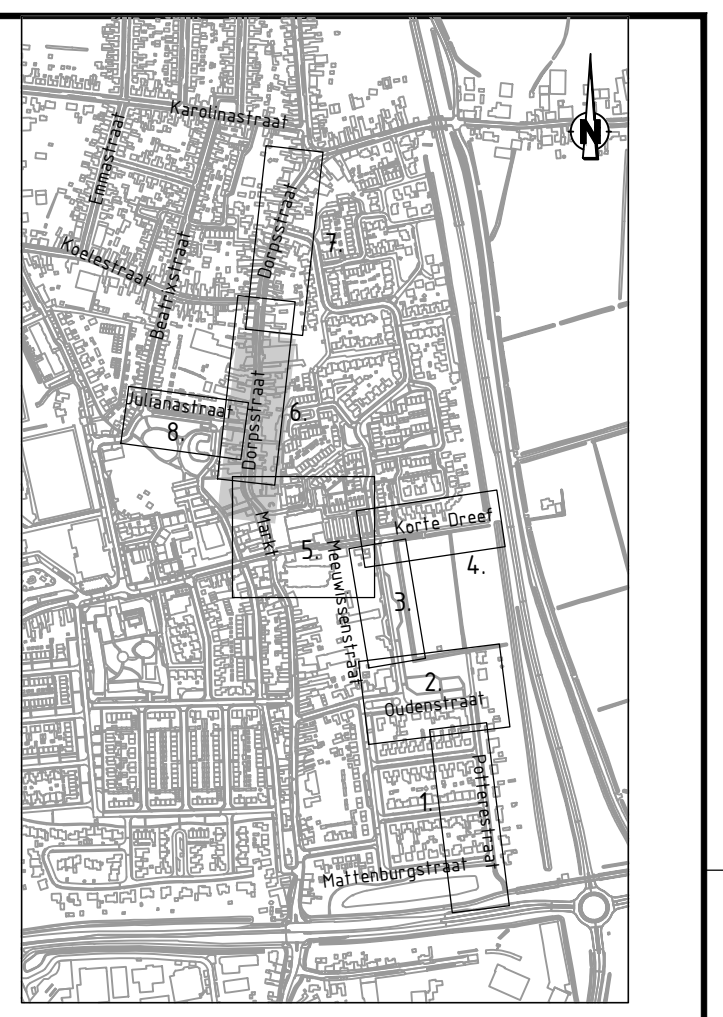 Karolinastraat
N
Emmastraat
Dorpsstraat
7.
Koelestraat
Beatrixstraat
Julianastraat
8.
Dorpsstraat
6.
Markt
5.
Korte Dreef
4.
Meeuwissenstraat
3.
2.
Oudenstraat
1.
Potterestraat
Mattenburgstraat